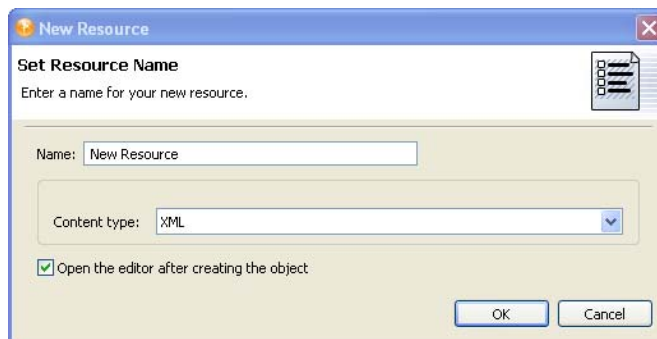 New Resource
Set Resource Name
Enter a name for your new resource.
Name: New Resource
Content type: XML
Open the editor after creating the object
OK Cancel